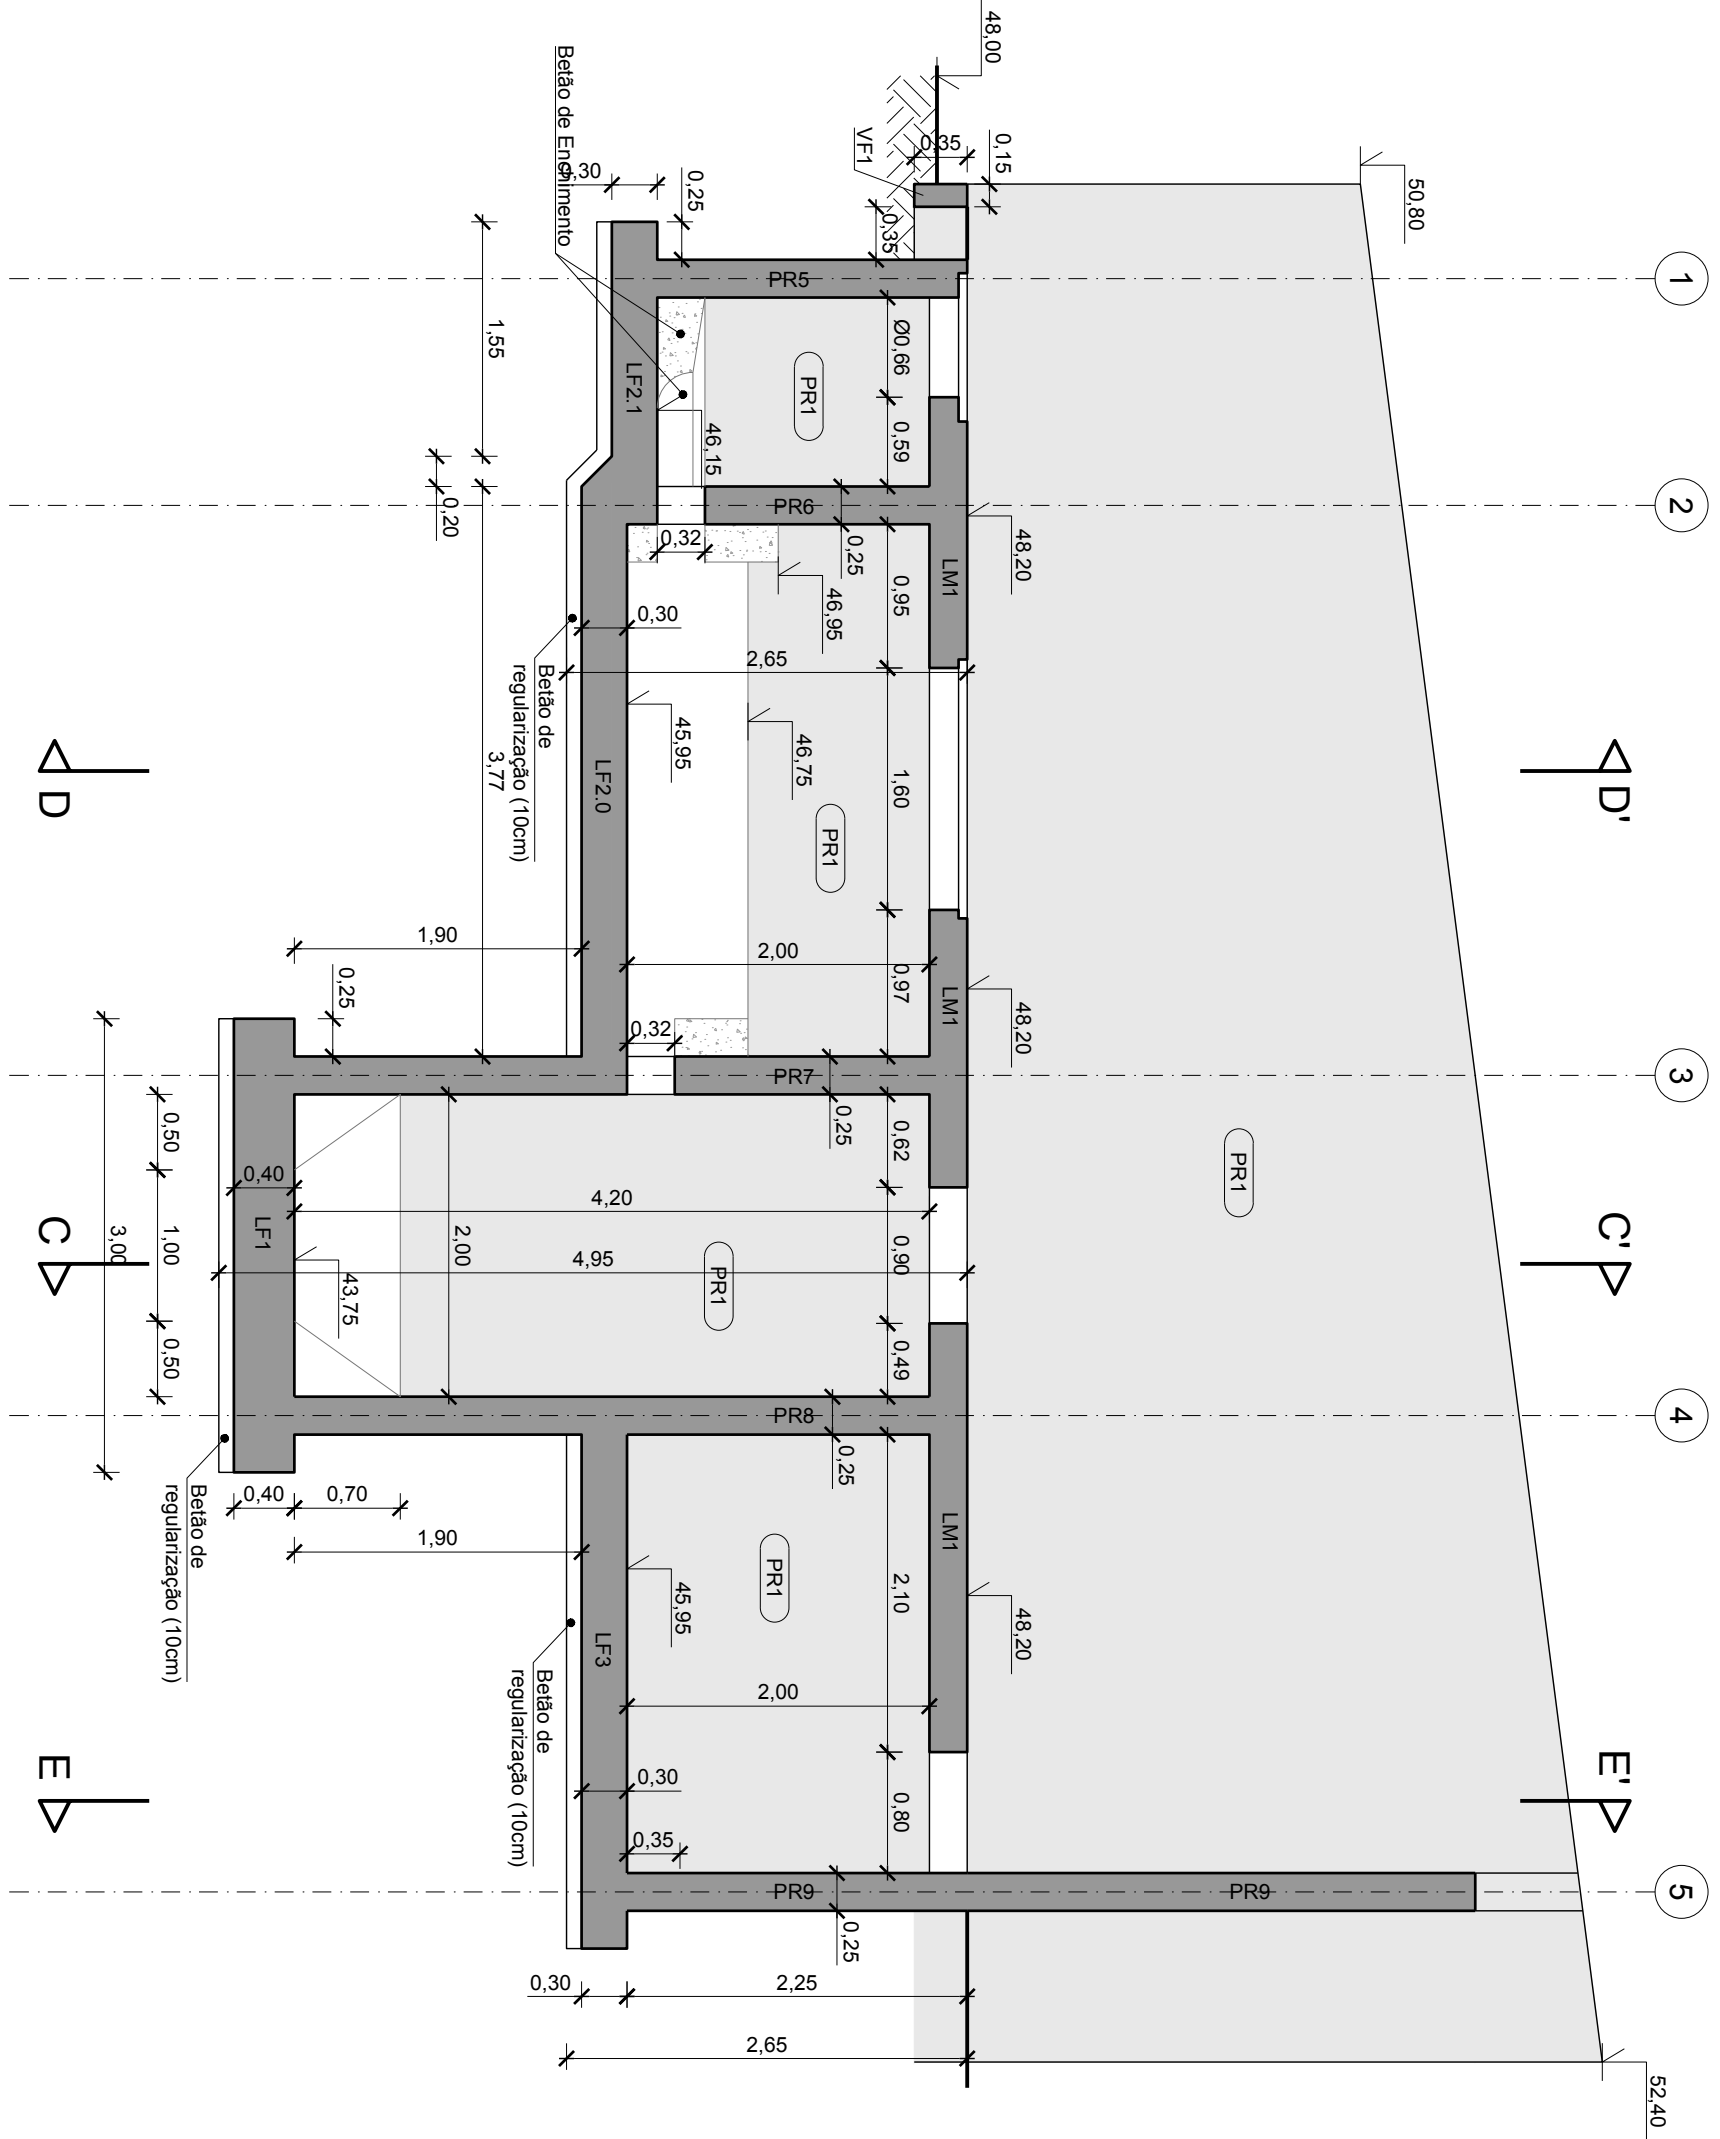 48,00
50,80
VF1
0,35
0,15
0,35
Betão de Enchimento
0,30
0,25
1
PR5
1,55
LF2.1
Ø0,66
PR1
0,59
46,15
0,20
2
PR6
0,32
0,25
48,20
LM1
0,95
46,95
0,30
2,65
Betão de
regularização (10cm)
3,77
45,95
46,75
1,60
LF2.0
PR1
D
D'
1,90
2,00
0,97
LM1
48,20
0,25
0,32
3
PR7
0,25
0,62
0,50
0,40
4,20
PR1
C
C'
3,00
1,00
LF1
43,75
2,00
4,95
PR1
0,90
0,50
0,49
4
PR8
0,25
0,40
0,70
1,90
Betão de
regularização (10cm)
LM1
2,10
PR1
45,95
48,20
LF3
2,00
Betão de
regularização (10cm)
0,30
0,80
0,35
E
E'
5
PR9
PR9
0,25
0,30
2,25
2,65
52,40